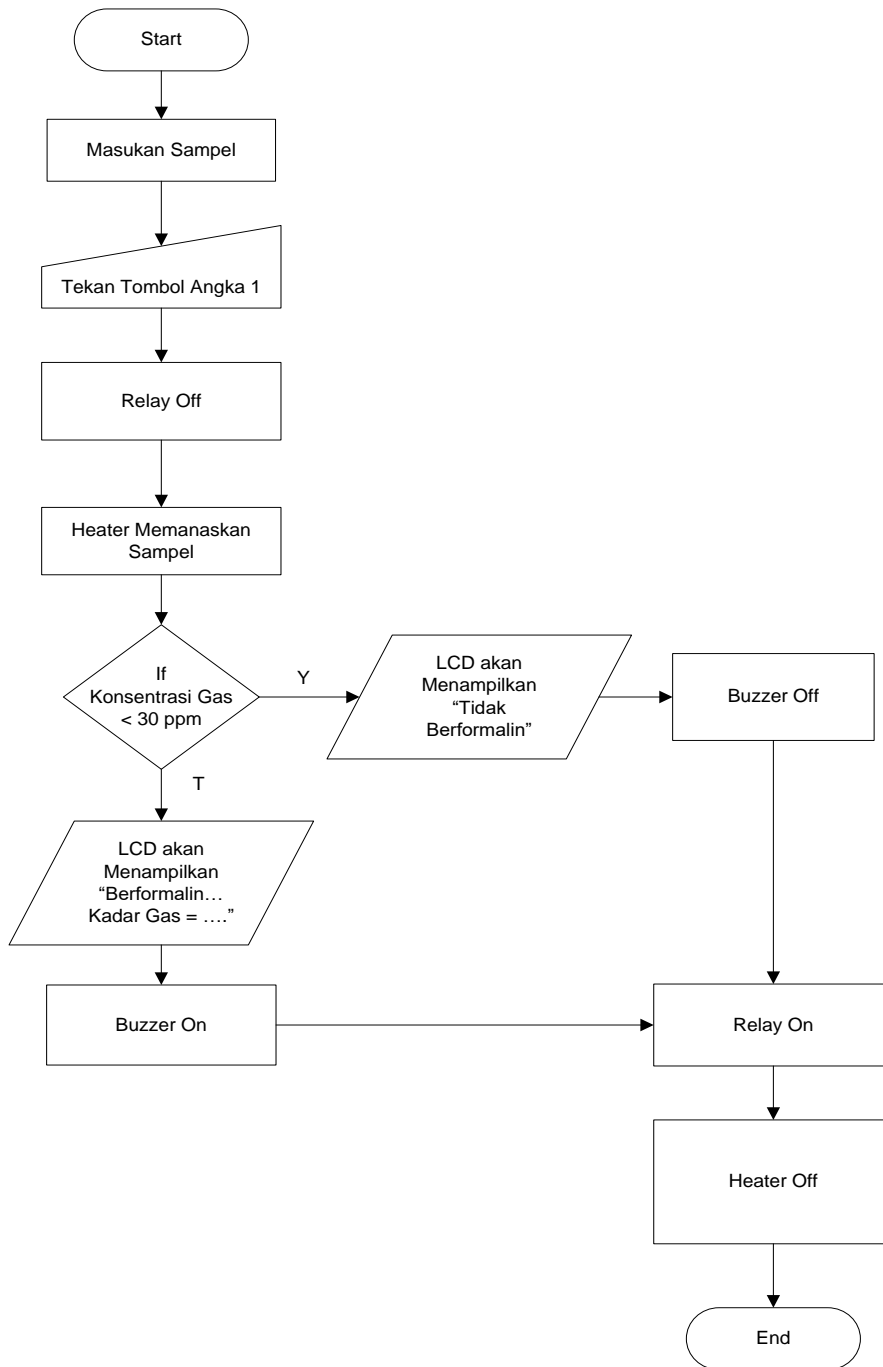 Start
Masukan Sampel
Tekan Tombol Angka 1
Relay Off
Heater Memanaskan
Sampel
If
Konsentrasi Gas
< 30 ppm
Y
LCD akan
Menampilkan
“Tidak
Berformalin”
Buzzer Off
T
LCD akan
Menampilkan
“Berformalin…
Kadar Gas = ….”
Buzzer On
Relay On
Heater Off
End